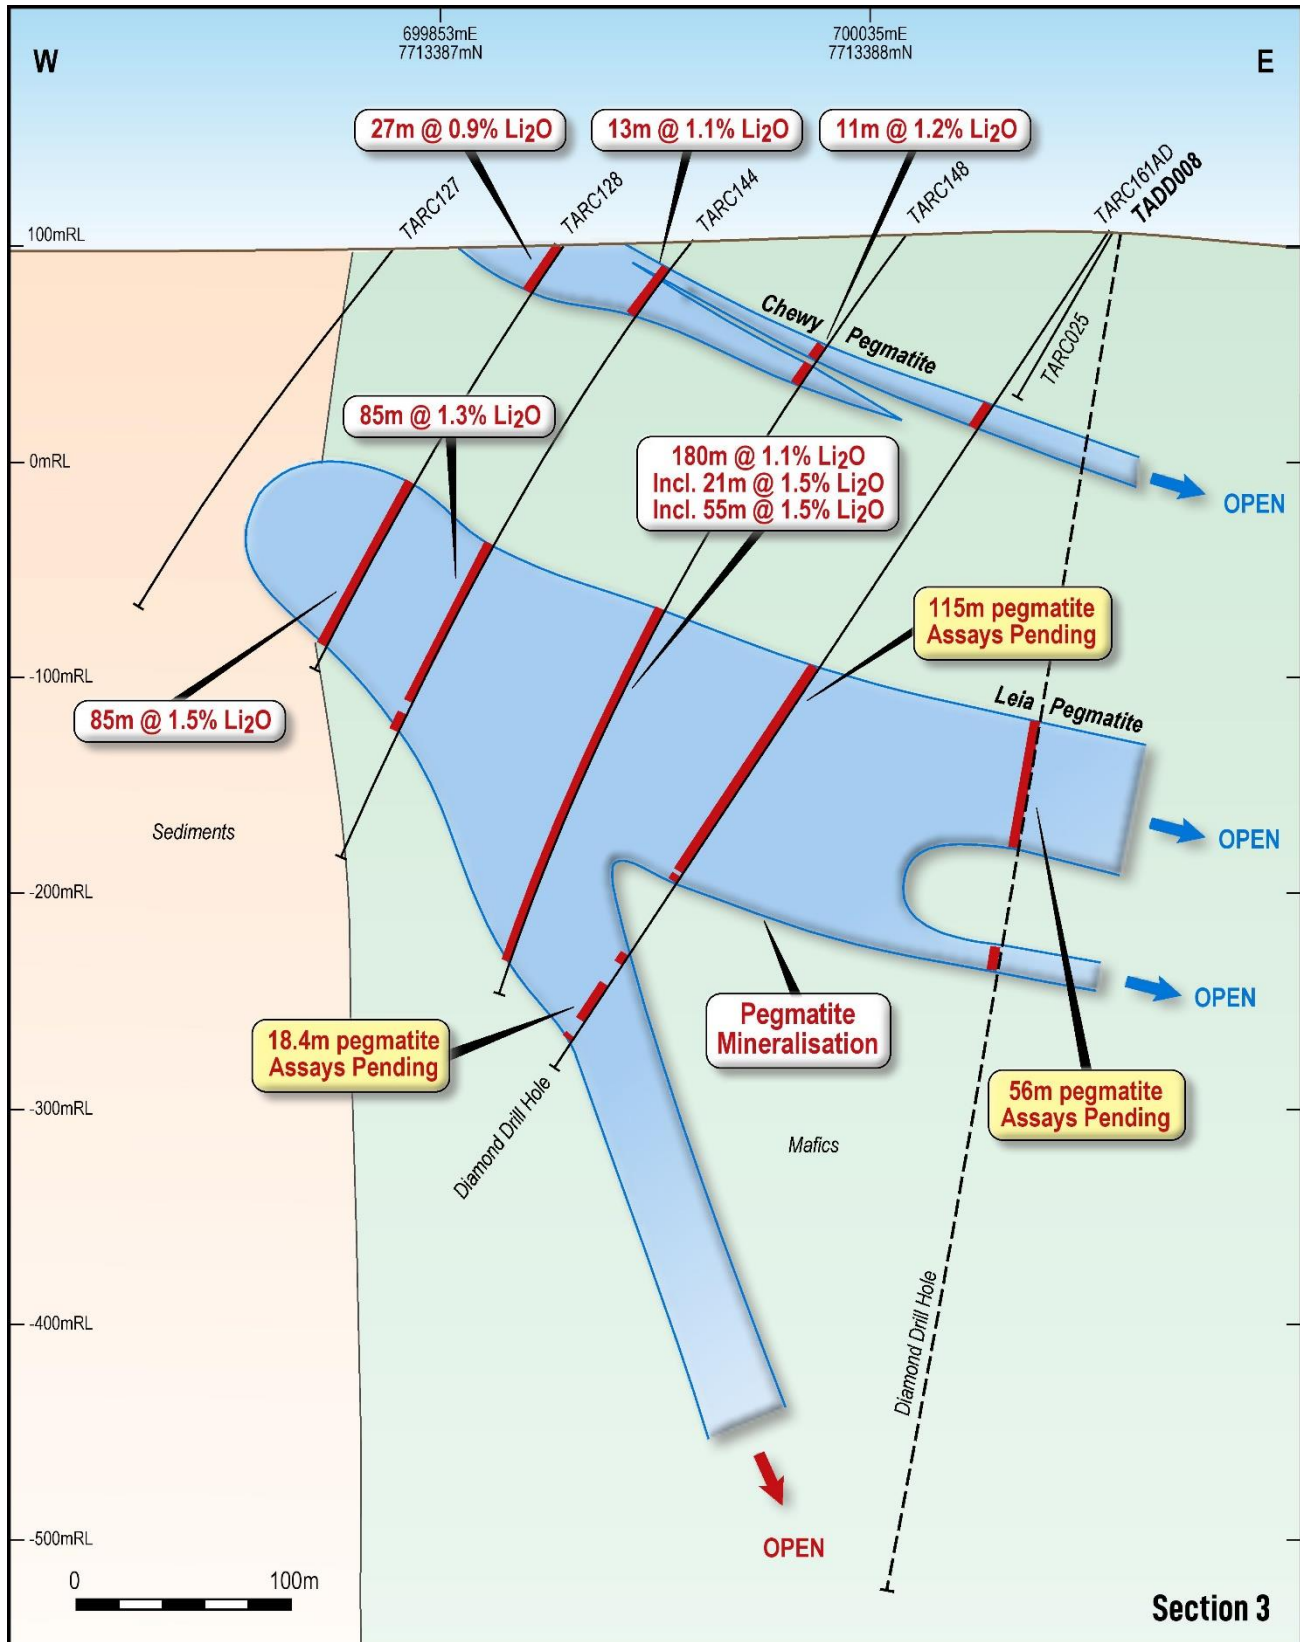 699853mE
7713387mN
700035mE
7713388mN
W
E
27m @ 0.9% Li₂O
13m @ 1.1% Li₂O
11m @ 1.2% Li₂O
TARC127
TARC128
TARC144
TARC148
TARC161AD
TADD008
100mRL
Chewy Pegmatite
TARC025
85m @ 1.3% Li₂O
180m @ 1.1% Li₂O
Incl. 21m @ 1.5% Li₂O
Incl. 55m @ 1.5% Li₂O
0mRL
OPEN
115m pegmatite
Assays Pending
-100mRL
85m @ 1.5% Li₂O
Leia Pegmatite
Sediments
OPEN
-200mRL
OPEN
Pegmatite
Mineralisation
18.4m pegmatite
Assays Pending
56m pegmatite
Assays Pending
-300mRL
Diamond Drill Hole
Mafics
-400mRL
Diamond Drill Hole
-500mRL
OPEN
0 100m
Section 3